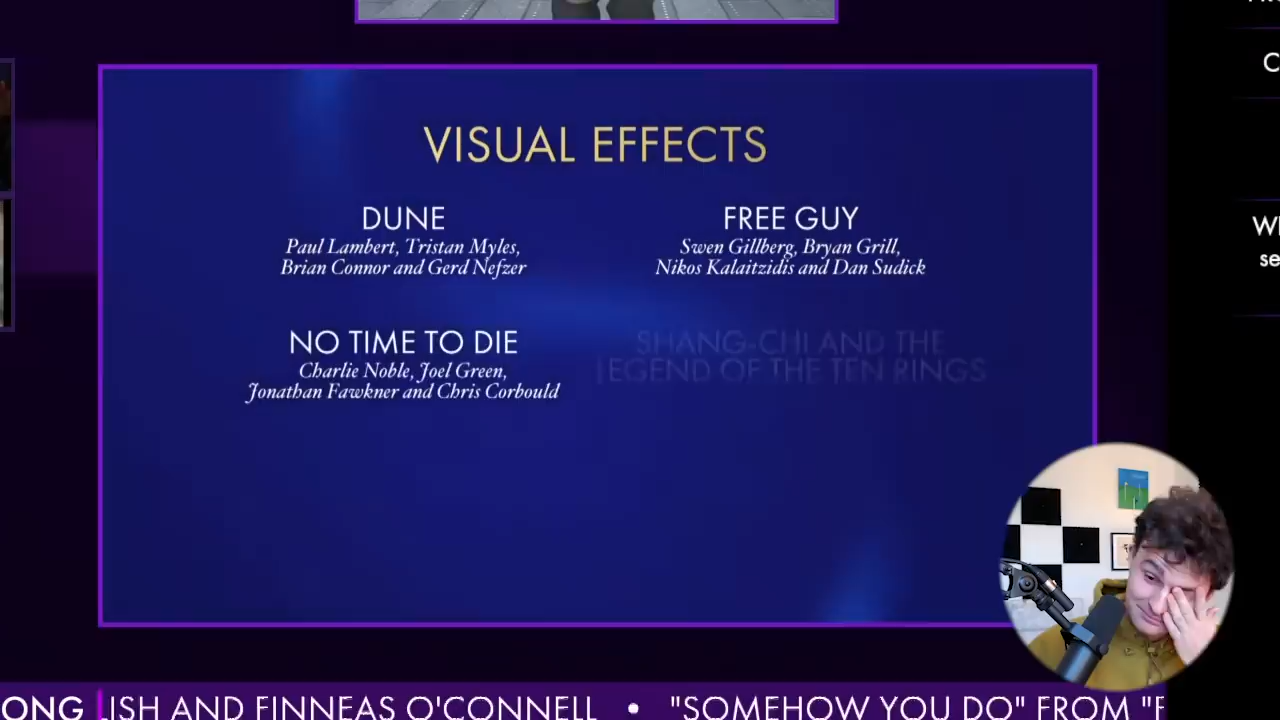 VISUAL EFFECTS
DUNE
Paul Lambert, Tristan Myles,
Brian Connor and Gerd Nefzer
FREE GUY
Swen Gillberg, Bryan Grill,
Nikos Kalaitzidis and Dan Sudick
NO TIME TO DIE
Charlie Noble, Joel Green,
Jonathan Fawkner and Chris Corbould
SHANG-CHI AND THE
LEGEND OF THE TEN RINGS
ONG LISH AND FINNEAS O'CONNELL • "SOMEHOW YOU DO" FROM "F